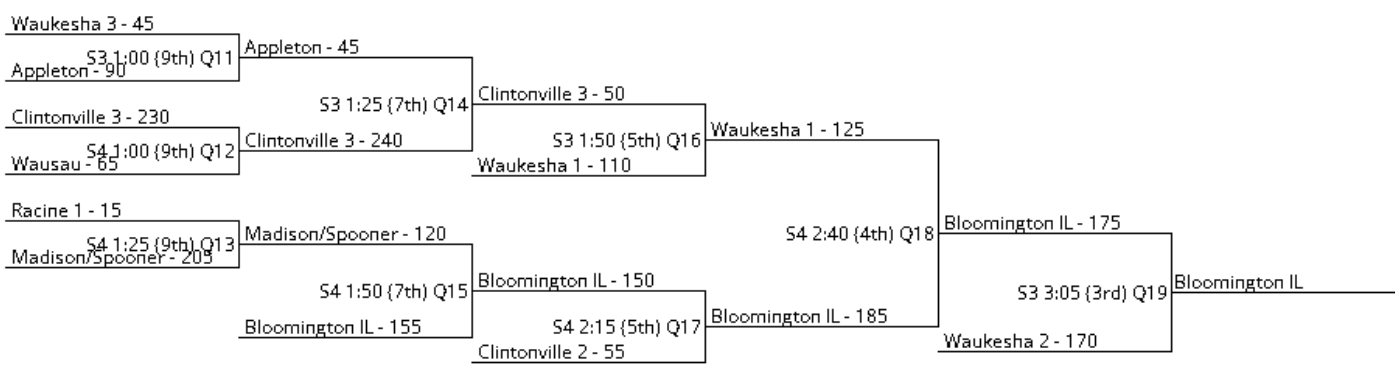 Waukesha 3 - 45
S3 1:00 (9th) Q11
Appleton - 90
Appleton - 45
Clintonville 3 - 230
S4 1:00 (9th) Q12
Wausau - 65
S3 1:25 (7th) Q14
Clintonville 3 - 240
Clintonville 3 - 50
S3 1:50 (5th) Q16
Waukesha 1 - 110
Waukesha 1 - 125
Racine 1 - 15
S4 1:25 (9th) Q13
Madison/Spooner - 205
Madison/Spooner - 120
S4 1:50 (7th) Q15
Bloomington IL - 155
Bloomington IL - 150
S4 2:15 (5th) Q17
Clintonville 2 - 55
Bloomington IL - 185
S4 2:40 (4th) Q18
Bloomington IL - 175
S3 3:05 (3rd) Q19
Waukesha 2 - 170
Bloomington IL